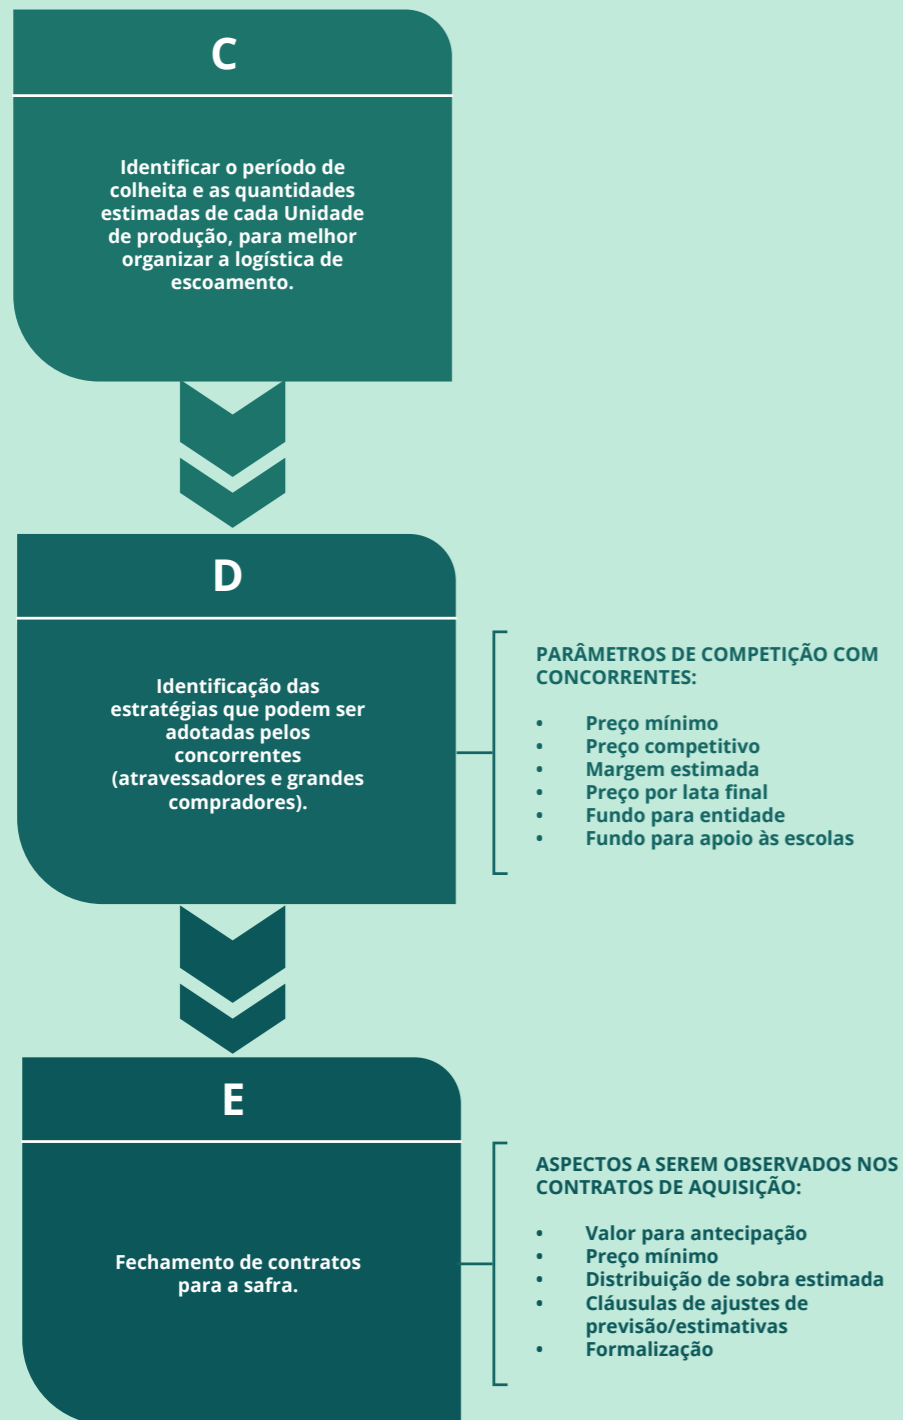 C
Identificar o período de
colheita e as quantidades
estimadas de cada Unidade
de produção, para melhor
organizar a logística de
escoamento.
D
Identificação das
estratégias que podem ser
adotadas pelos
concorrentes
(atravessadores e grandes
compradores).
PARÂMETROS DE COMPETIÇÃO COM
CONCORRENTES:
• Preço mínimo
• Preço competitivo
• Margem estimada
• Preço por lata final
• Fundo para entidade
• Fundo para apoio às escolas
E
Fechamento de contratos
para a safra.
ASPECTOS A SEREM OBSERVADOS NOS
CONTRATOS DE AQUISIÇÃO:
• Valor para antecipação
• Preço mínimo
• Distribuição de sobra estimada
• Cláusulas de ajustes de
previsão/estimativas
• Formalização